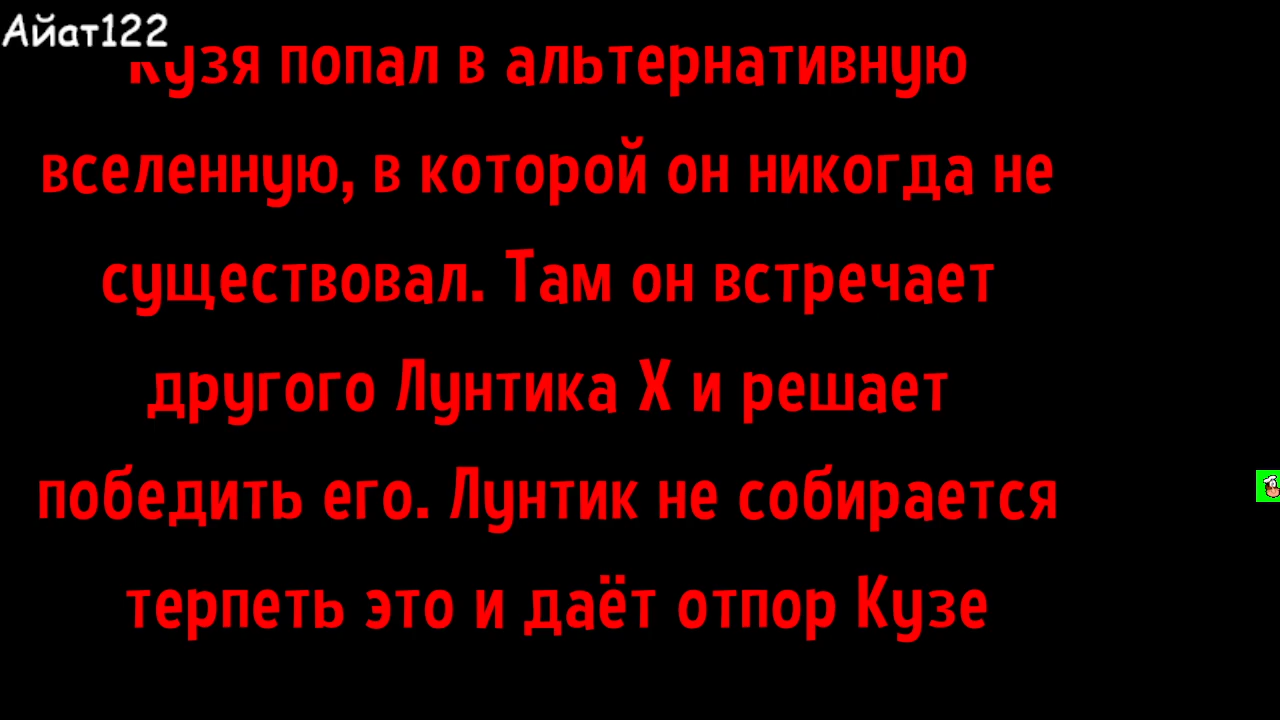 Айат122
Кузя попал в альтернативную
вселенную, в которой он никогда не
существовал. Там он встречает
другого Лунтика X и решает
победить его. Лунтик не собирается
терпеть это и даёт отпор Кузе